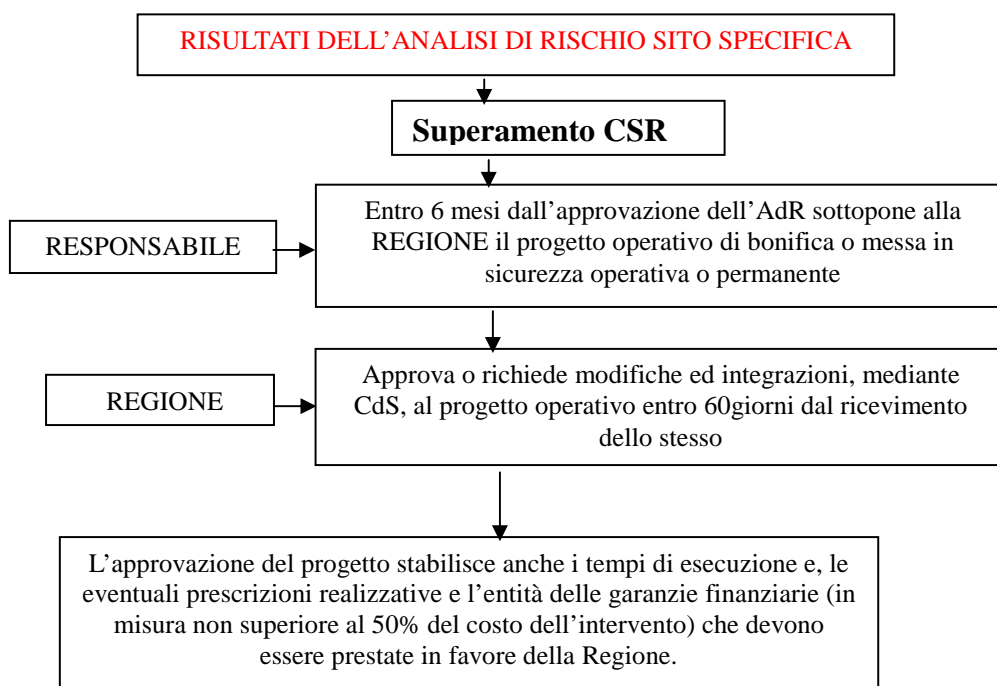 RISULTATI DELL'ANALISI DI RISCHIO SITO SPECIFICA
Superamento CSR
RESPONSABILE
Entro 6 mesi dall'approvazione dell'AdR sottopone alla
REGIONE il progetto operativo di bonifica o messa in
sicurezza operativa o permanente
REGIONE
Approva o richiede modifiche ed integrazioni, mediante
CdS, al progetto operativo entro 60giorni dal ricevimento
dello stesso
L'approvazione del progetto stabilisce anche i tempi di esecuzione e, le
eventuali prescrizioni realizzative e l'entità delle garanzie finanziarie (in
misura non superiore al 50% del costo dell'intervento) che devono
essere prestate in favore della Regione.